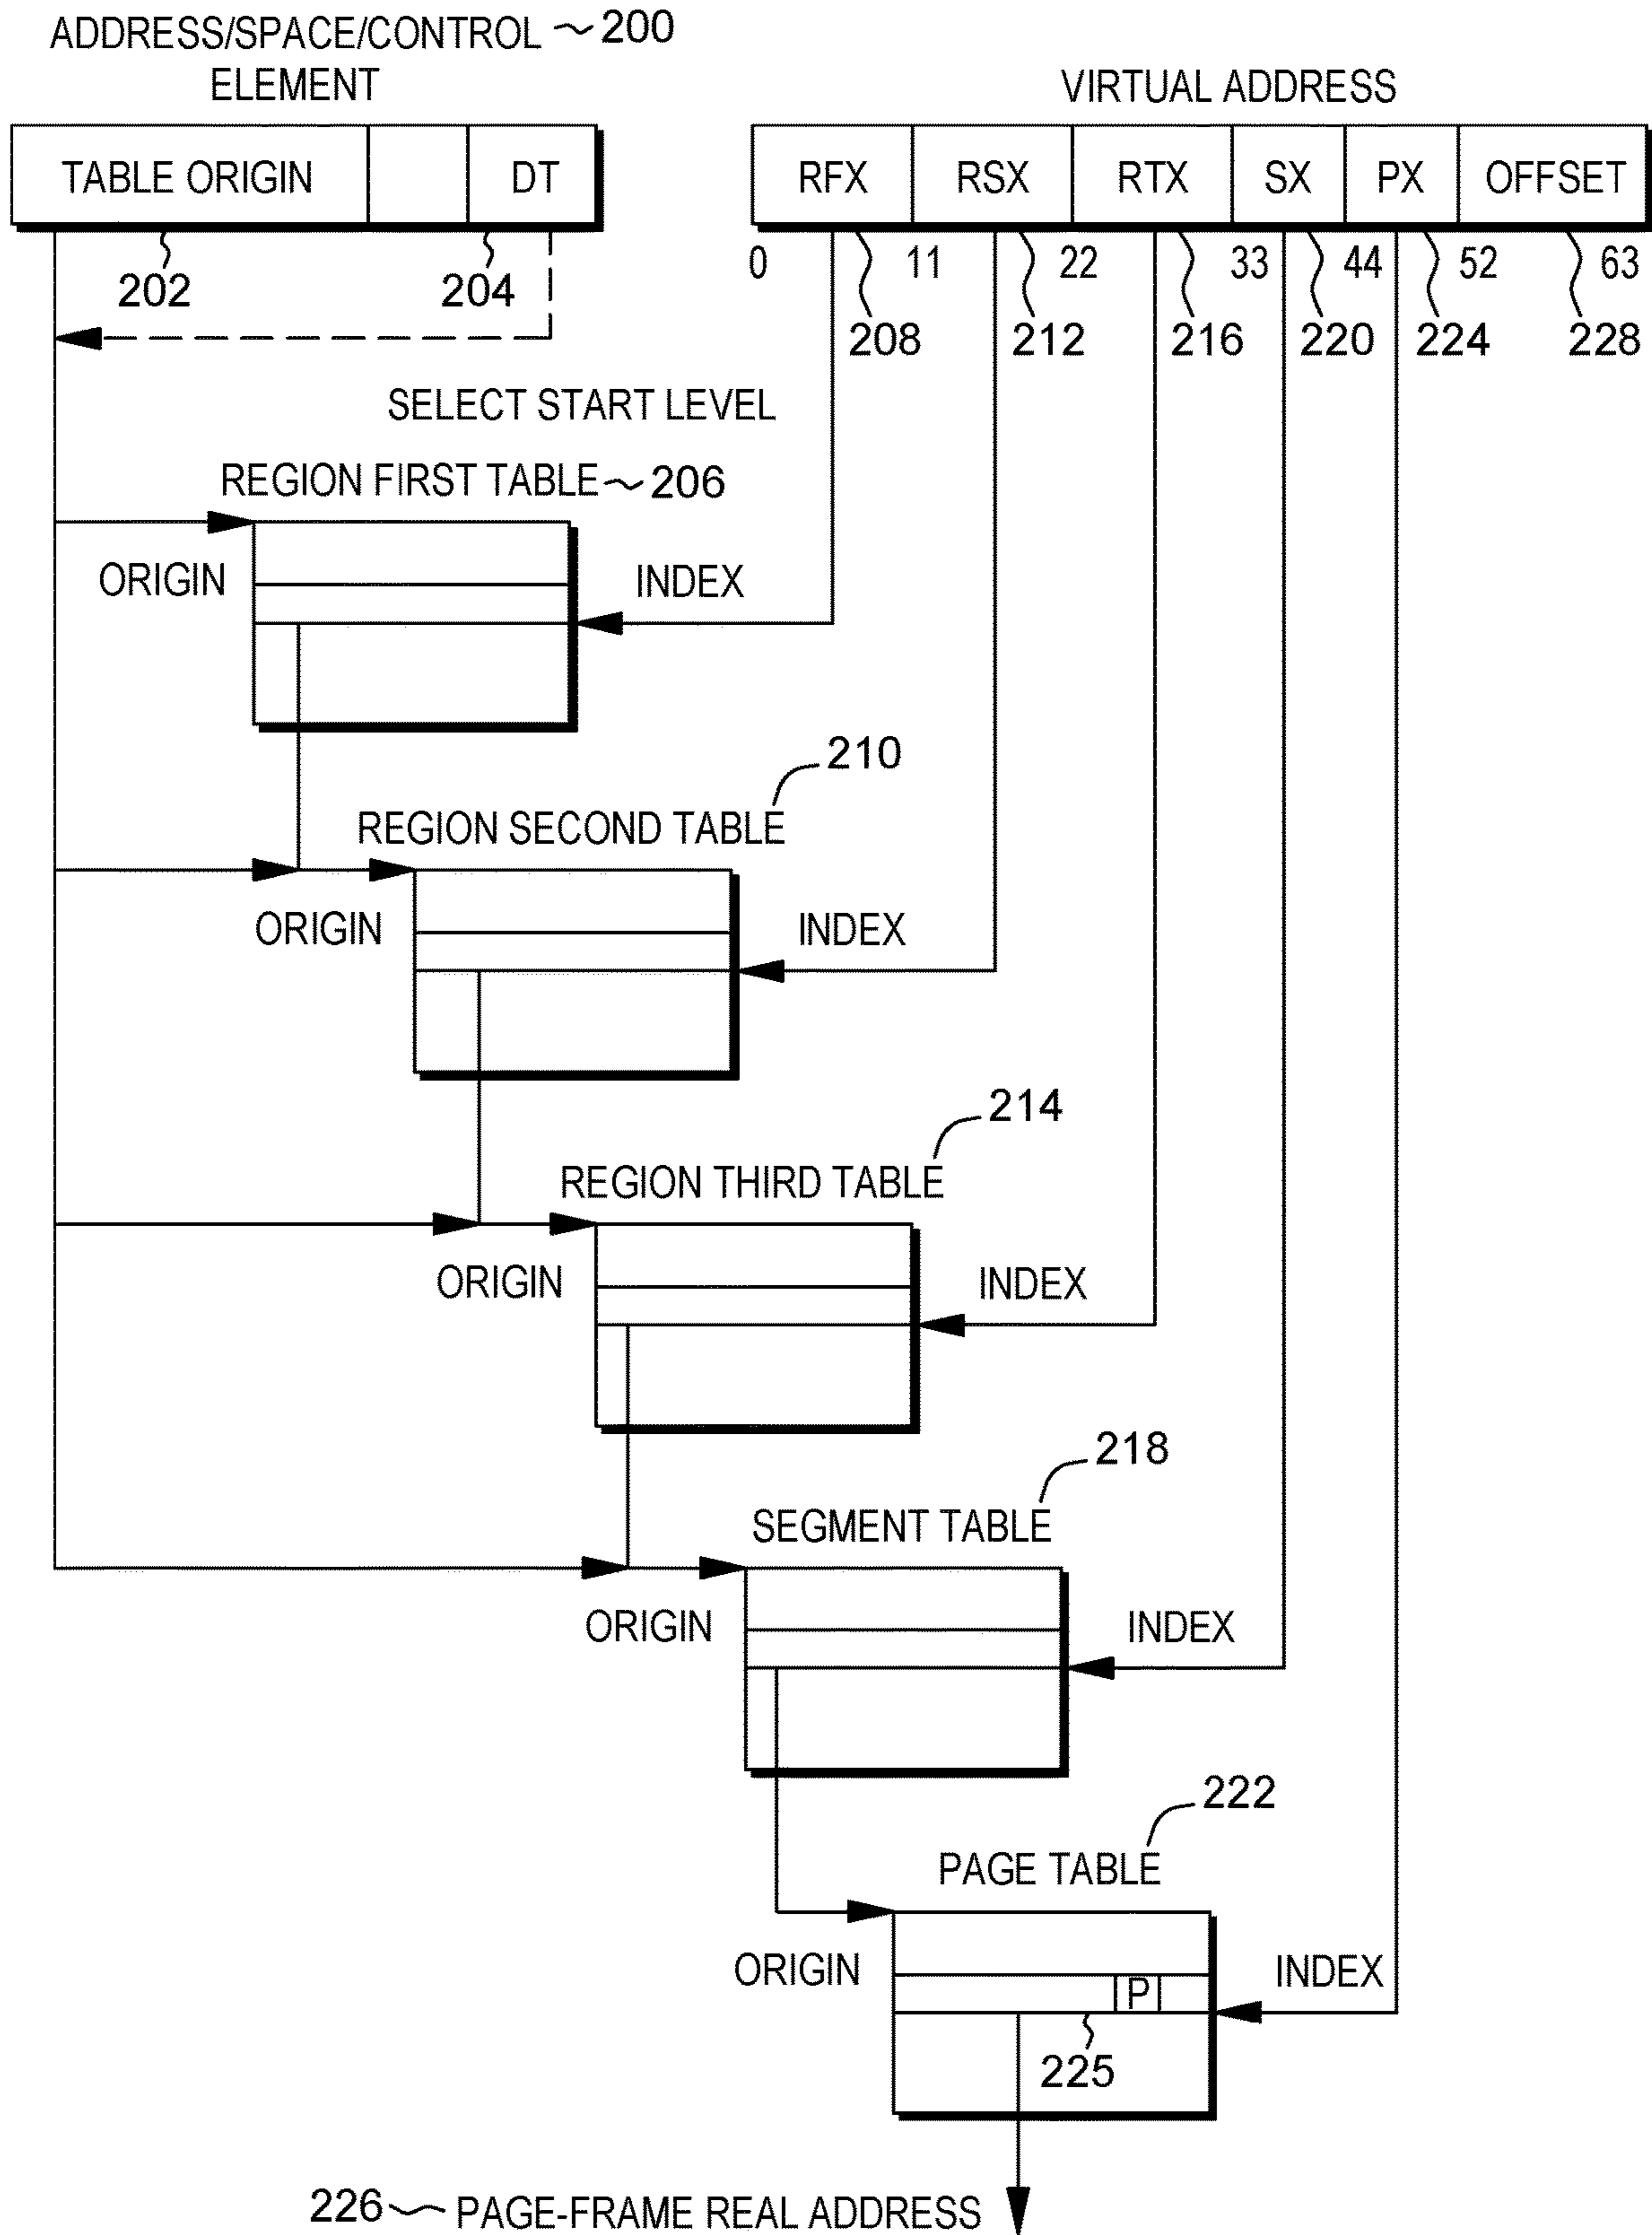 ADDRESS/SPACE/CONTROL 200
ELEMENT
VIRTUAL ADDRESS
TABLE ORIGIN DT
RFX RSX RTX SX PX OFFSET
0 11 22 33 44 52 63
202 204
208 212 216 220 224 228
SELECT START LEVEL
REGION FIRST TABLE 206
ORIGIN INDEX
210
REGION SECOND TABLE
ORIGIN INDEX
214
REGION THIRD TABLE
ORIGIN INDEX
218
SEGMENT TABLE
ORIGIN INDEX
222
PAGE TABLE
ORIGIN INDEX
P
225
226 PAGE-FRAME REAL ADDRESS